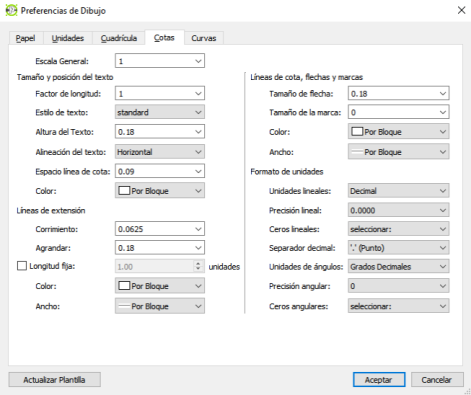 Preferencias de Dibujo
Papel Unidades Cuadrícula Cotas Curvas
Escala General: 1
Tamaño y posición del texto
Factor de longitud: 1
Estilo de texto: standard
Altura del Texto: 0.18
Alineación del texto: Horizontal
Espacio línea de cota: 0.09
Color: Por Bloque
Líneas de extensión
Corrimiento: 0.0625
Agrandar: 0.18
Longitud fija: 1.00 unidades
Color: Por Bloque
Ancho: Por Bloque
Líneas de cota, flechas y marcas
Tamaño de flecha: 0.18
Tamaño de la marca: 0
Color: Por Bloque
Ancho: Por Bloque
Formato de unidades
Unidades lineales: Decimal
Precisión lineal: 0.0000
Ceros lineales: seleccionar:
Separador decimal: '.' (Punto)
Unidades de ángulos: Grados Decimales
Precisión angular: 0
Ceros angulares: seleccionar:
Actualizar Plantilla Aceptar Cancelar